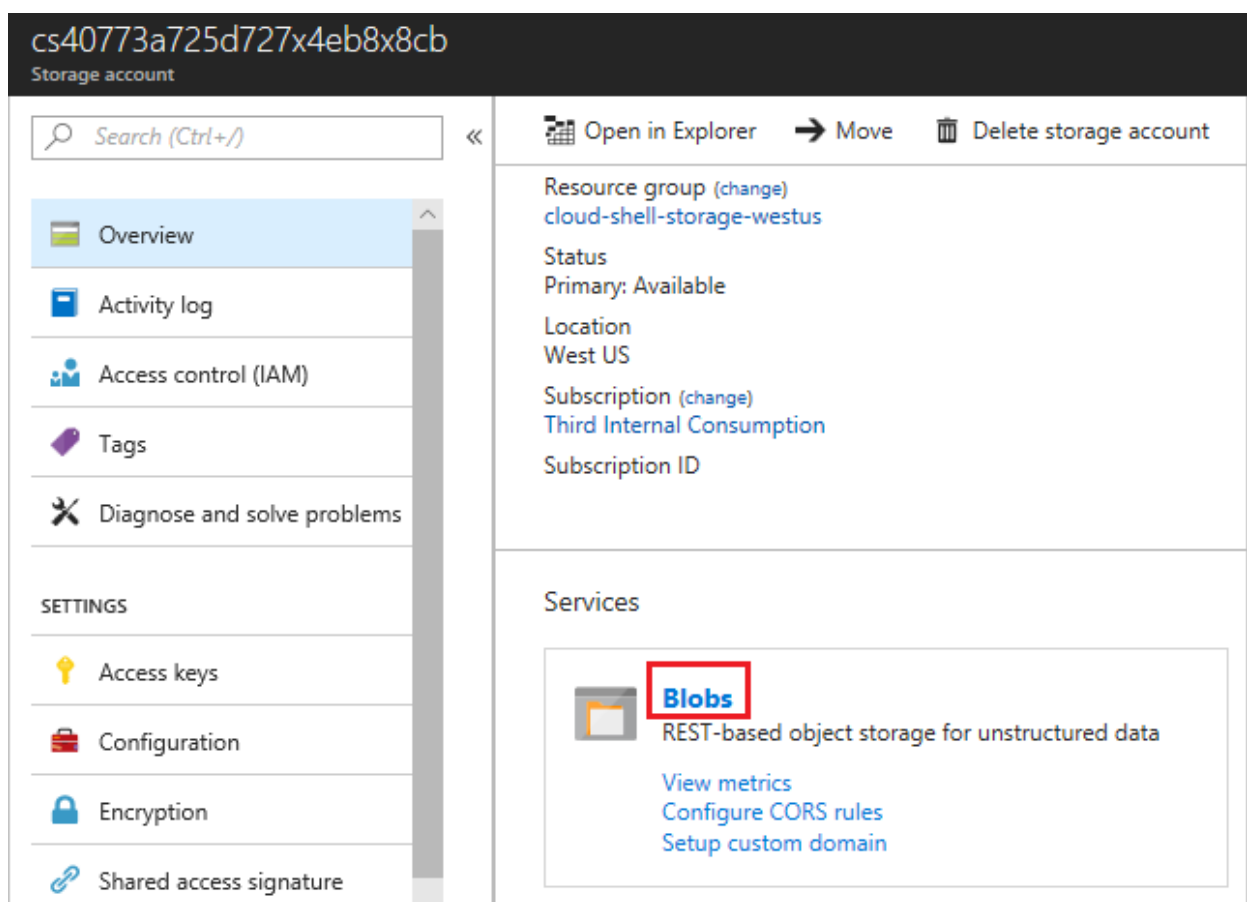 cs40773a725d727x4eb8x8cb
Storage account
Search (Ctrl+/)
Overview
Activity log
Access control (IAM)
Tags
Diagnose and solve problems
SETTINGS
Access keys
Configuration
Encryption
Shared access signature
Open in Explorer Move Delete storage account
Resource group (change)
cloud-shell-storage-westus
Status
Primary: Available
Location
West US
Subscription (change)
Third Internal Consumption
Subscription ID
Services
Blobs
REST-based object storage for unstructured data
View metrics
Configure CORS rules
Setup custom domain